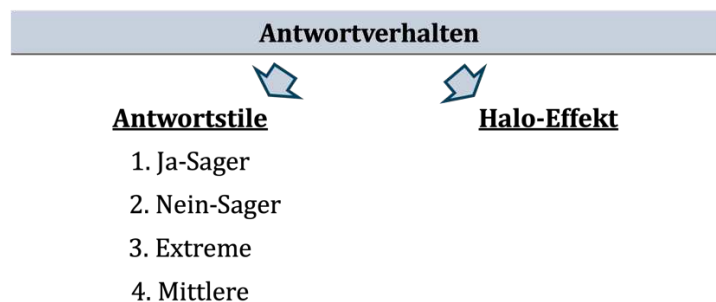 Antwortverhalten
Antwortstile
Halo-Effekt
1. Ja-Sager
2. Nein-Sager
3. Extreme
4. Mittlere